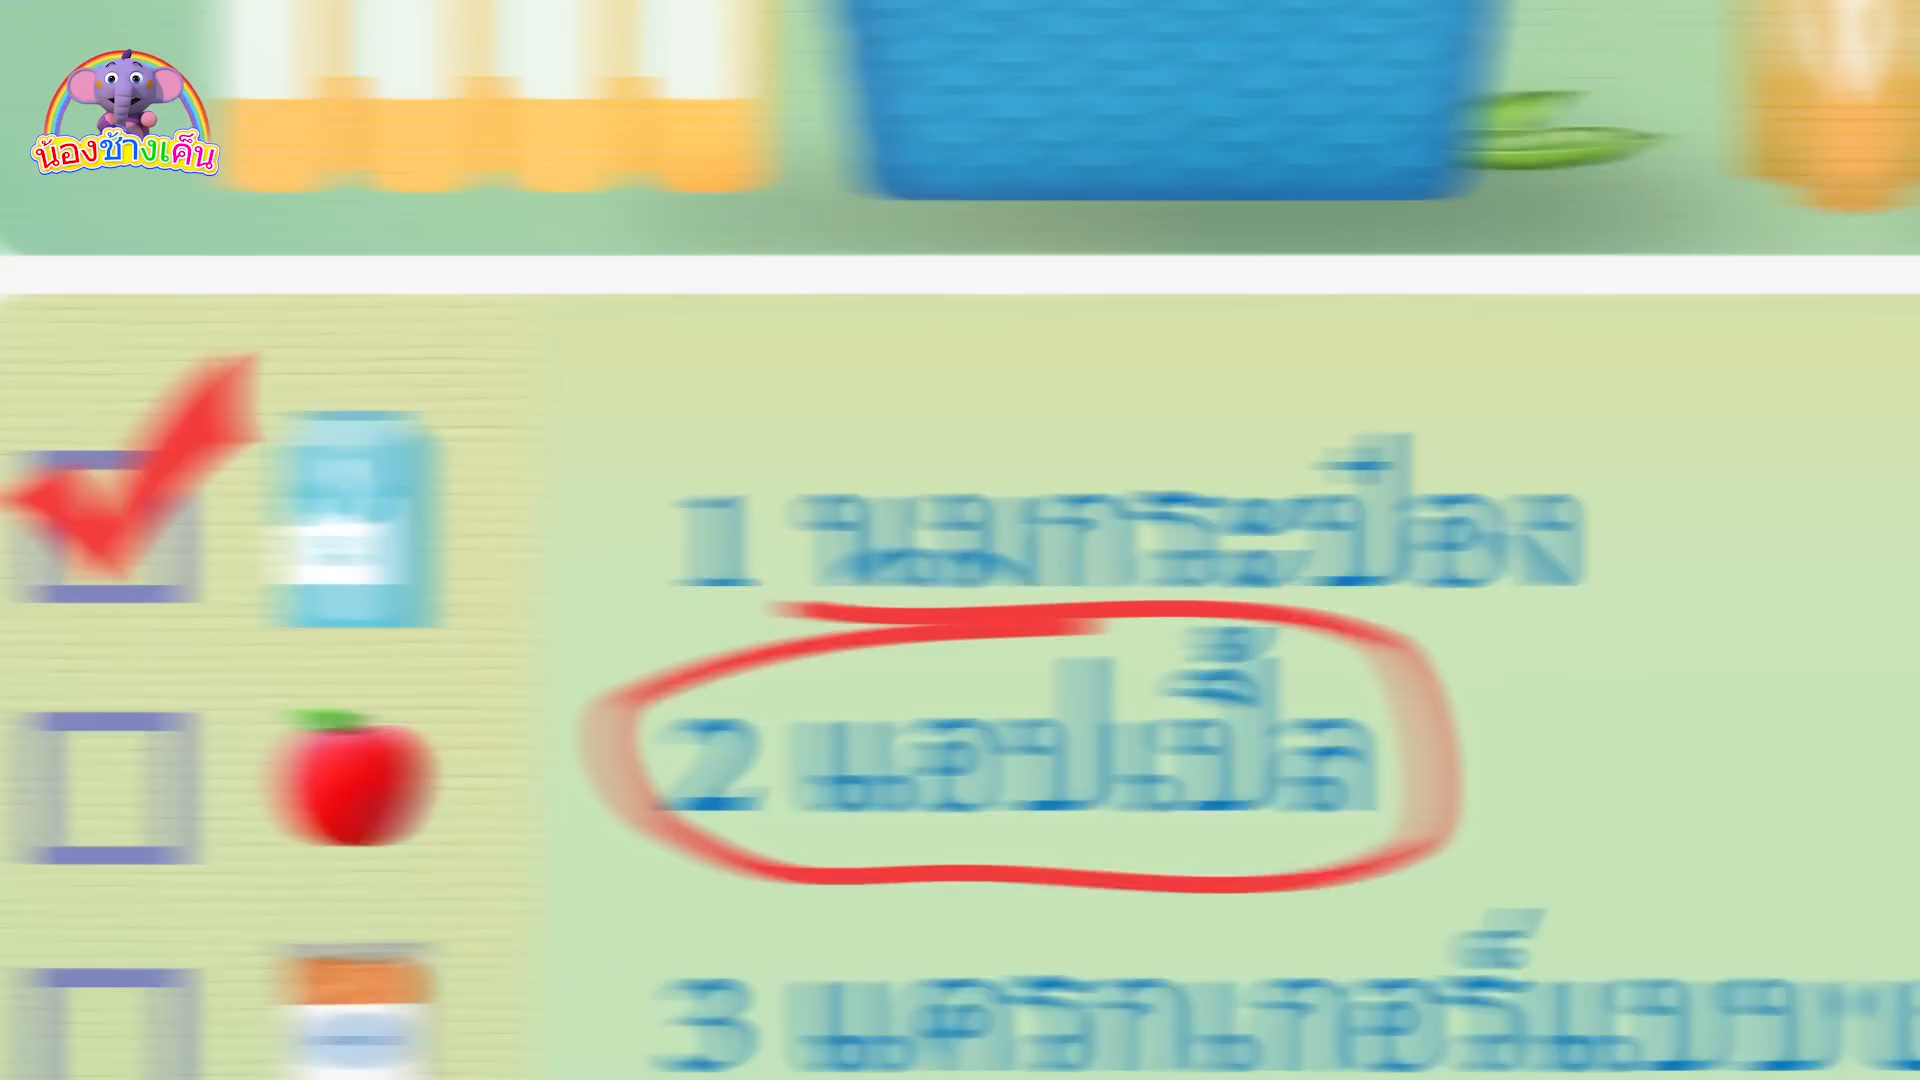 น้องช้างเค็น
1 นมกระป๋อง
2 แอปเปิ้ล
3